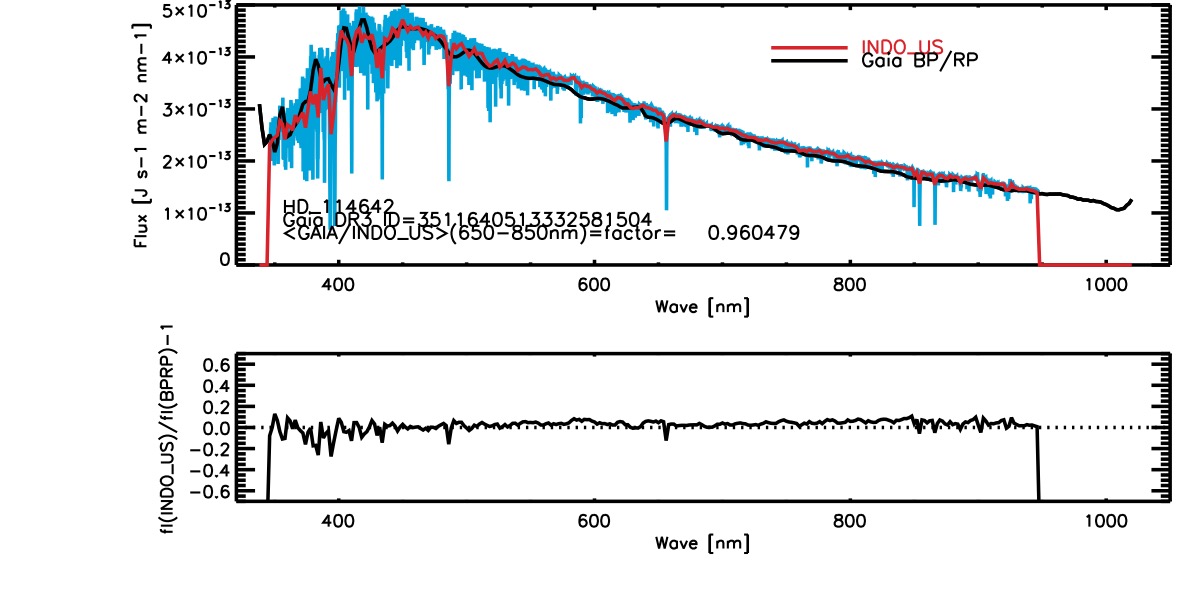 5×10⁻¹³
4×10⁻¹³
3×10⁻¹³
2×10⁻¹³
1×10⁻¹³
0
Flux [J s−1 m−2 nm−1]
INDO_US
Gaia BP/RP
HD_114642
Gaia DR3 ID=3511640513332581504
<GAIA/INDO_US>(650−850nm)=factor= 0.960479
400 600 800 1000
Wave [nm]
0.6
0.4
0.2
0.0
−0.2
−0.4
−0.6
fl(INDO_US)/fl(BPRP)−1
400 600 800 1000
Wave [nm]